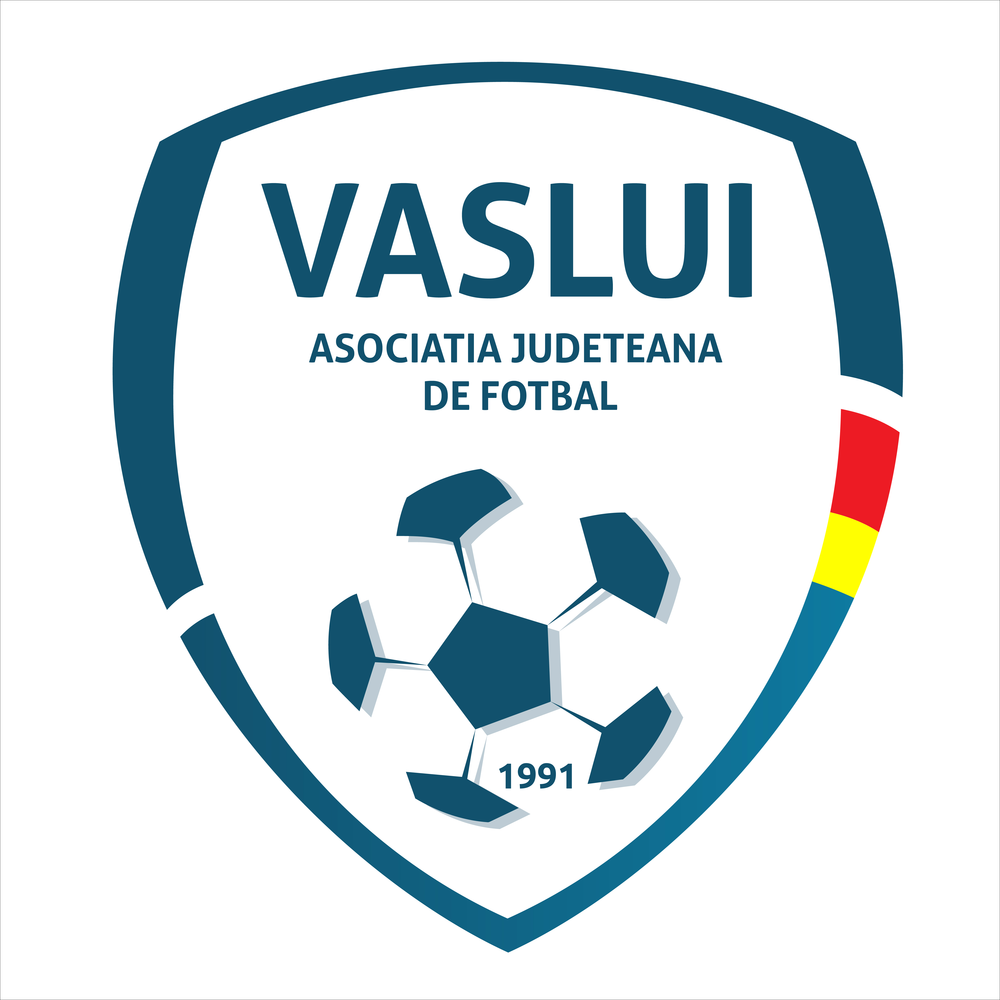 VASLUI
ASOCIATIA JUDETEANA
DE FOTBAL
1991